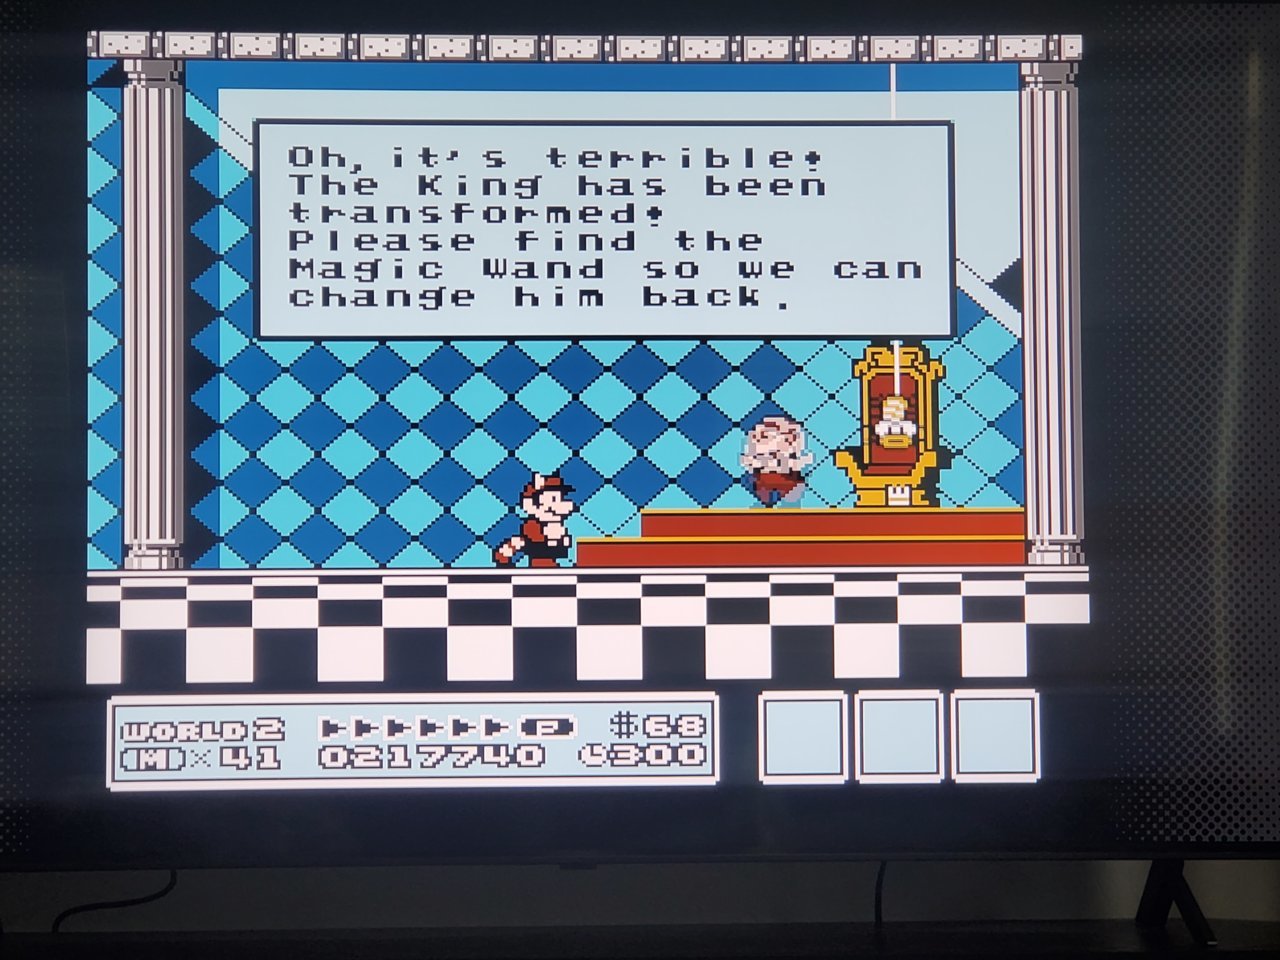 Oh, it's terrible!
The King has been
transformed!
Please find the
Magic Wand so we can
change him back.
WORLD 2 P #68
(M)×41 0217740 300